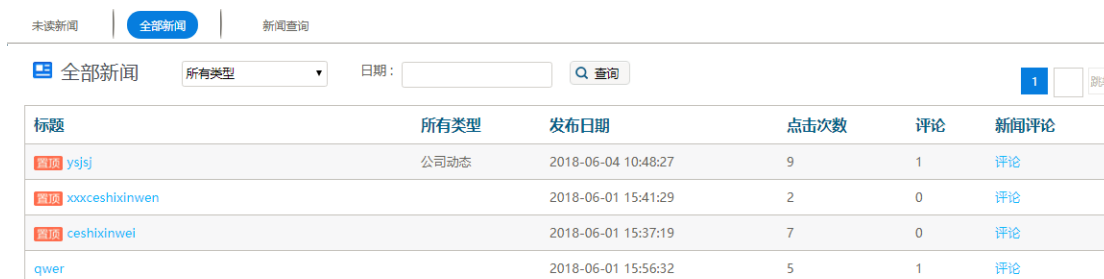 未读新闻 全部新闻 新闻查询
全部新闻 所有类型 日期： 查询 1
标题 所有类型 发布日期 点击次数 评论 新闻评论
置顶 ysjsj 公司动态 2018-06-04 10:48:27 9 1 评论
置顶 xxxceshixinwen 2018-06-01 15:41:29 2 0 评论
置顶 ceshixinwei 2018-06-01 15:37:19 7 0 评论
qwer 2018-06-01 15:56:32 5 1 评论